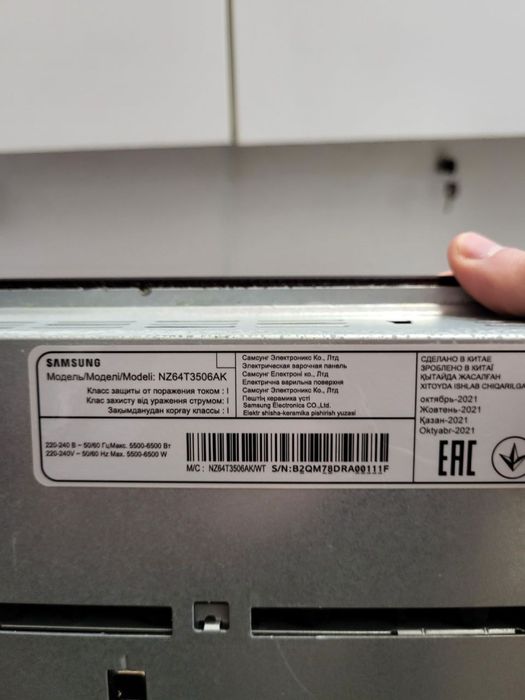 SAMSUNG
Модель/Моделі/Modeli: NZ64T3506AK
Класс защиты от поражения током : I
Клас захисту від ураження струмом : I
Зақымданудан қорғау классы : I
Самсунг Электроникс Ко., Лтд
Электрическая варочная панель
Самсунг Електроні ко., Лтд
Електрична варильна поверхня
Самсунг Электроникс Ко., Лтд
Пештің керамика үсті
Samsung Electronics CO.,Ltd
Elektr shisha-keramika pishirish yuzasi
220-240 В ~ 50/60 Гц Макс. 5500-6500 Вт
220-240V ~ 50/60 Hz Max. 5500-6500 W
M/C : NZ64T3506AK/WT S/N:B2QM78DRA00111F
СДЕЛАНО В КИТАЕ
ЗРОБЛЕНО В КИТАЇ
ҚЫТАЙДА ЖАСАЛҒАН
XITOYDA ISHLAB CHIQARILGA
октябрь-2021
Жовтень-2021
Қазан-2021
Oktyabr-2021
EAC